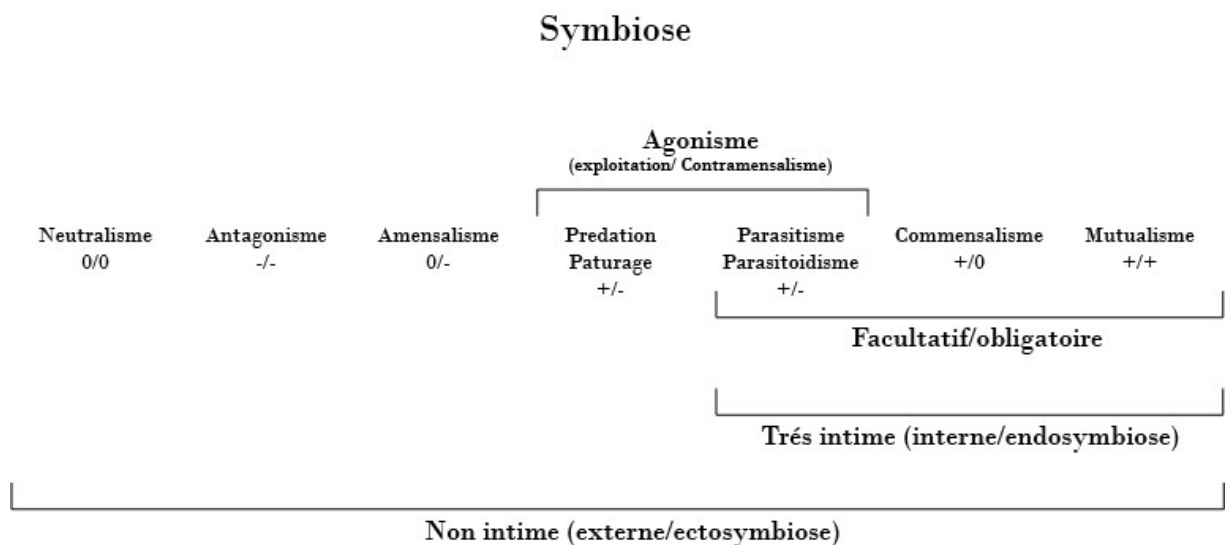 Symbiose
Agonisme
(exploitation/ Contramensalisme)
Neutralisme
0/0
Antagonisme
-/-
Amensalisme
0/-
Predation
Paturage
+/-
Parasitisme
Parasitoidisme
+/-
Commensalisme
+/0
Mutualisme
+/+
Facultatif/obligatoire
Trés intime (interne/endosymbiose)
Non intime (externe/ectosymbiose)